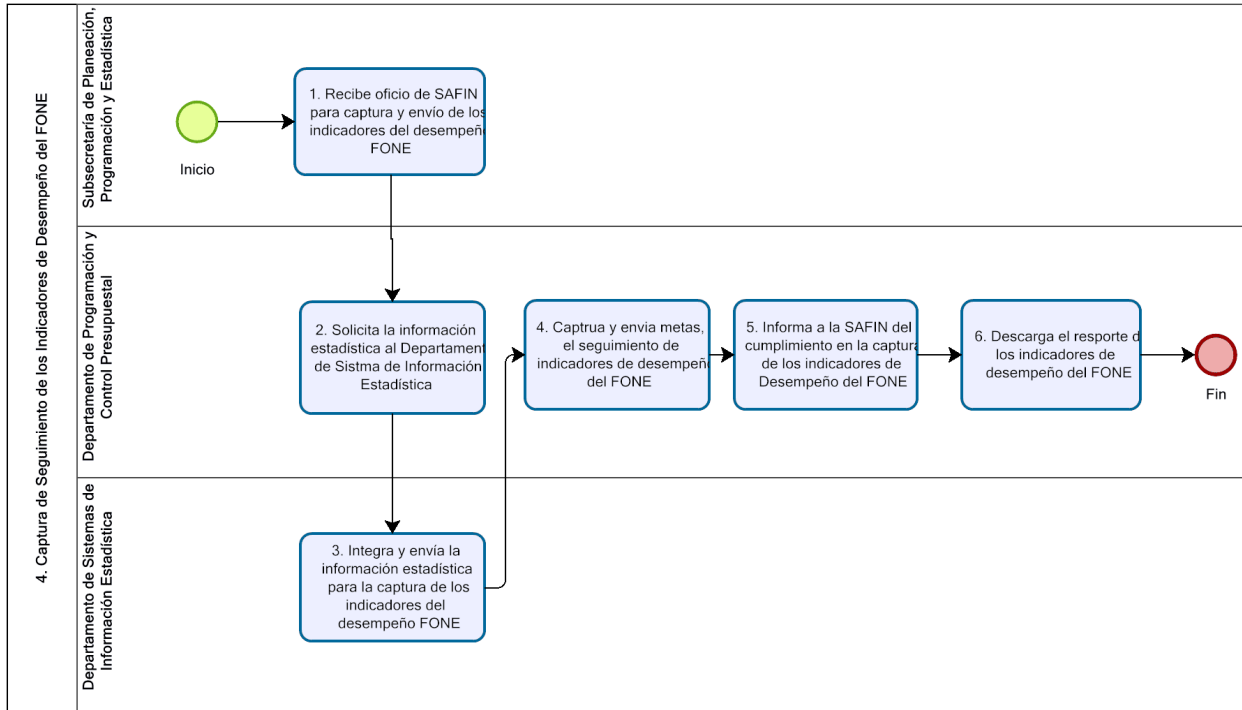 4. Captura de Seguimiento de los Indicadores de Desempeño del FONE
Subsecretaría de Planeación,
Programación y Estadística
Inicio
1. Recibe oficio de SAFIN
para captura y envío de los
indicadores del desempeño
FONE
Departamento de Programación y
Control Presupuestal
2. Solicita la información
estadística al Departament
de Sistma de Información
Estadística
4. Captrua y envia metas,
el seguimiento de
indicadores de desempeño
del FONE
5. Informa a la SAFIN del
cumplimiento en la captura
de los indicadores de
Desempeño del FONE
6. Descarga el resporte d
los indicadores de
desempeño del FONE
Fin
Departamento de Sistemas de
Información Estadística
3. Integra y envía la
información estadística
para la captura de los
indicadores del
desempeño FONE